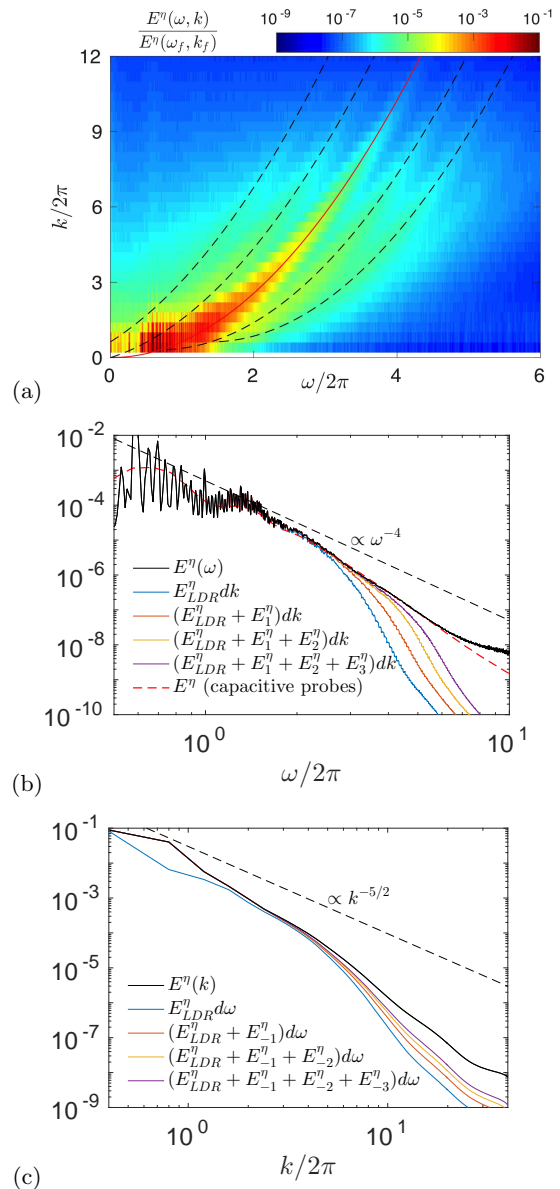 E^η(ω, k) / E^η(ω_f, k_f)
10^-9 10^-7 10^-5 10^-3 10^-1
12
9
6
3
0
k/2π
0 2 4 6
ω/2π
(a)
10^-2
10^-4
10^-6
10^-8
10^-10
∝ ω^-4
E^η(ω)
E^η_LDR dk
(E^η_LDR + E^η_1)dk
(E^η_LDR + E^η_1 + E^η_2)dk
(E^η_LDR + E^η_1 + E^η_2 + E^η_3)dk
E^η (capacitive probes)
10^0 10^1
ω/2π
(b)
10^-1
10^-3
10^-5
10^-7
10^-9
∝ k^-5/2
E^η(k)
E^η_LDR dω
(E^η_LDR + E^η_-1)dω
(E^η_LDR + E^η_-1 + E^η_-2)dω
(E^η_LDR + E^η_-1 + E^η_-2 + E^η_-3)dω
10^0 10^1
k/2π
(c)